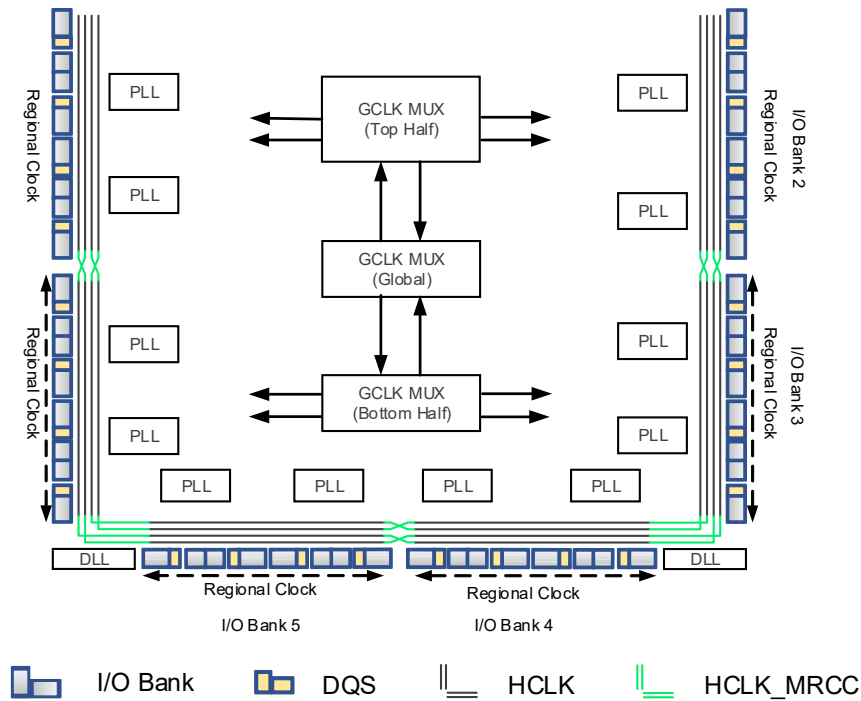 PLL
GCLK MUX
(Top Half)
PLL
Regional Clock
I/O Bank 2
Regional Clock
PLL
PLL
GCLK MUX
(Global)
PLL
PLL
Regional Clock
I/O Bank 3
Regional Clock
GCLK MUX
(Bottom Half)
PLL
PLL
PLL
PLL
PLL
PLL
DLL
DLL
Regional Clock
Regional Clock
I/O Bank 5
I/O Bank 4
I/O Bank
DQS
HCLK
HCLK_MRCC